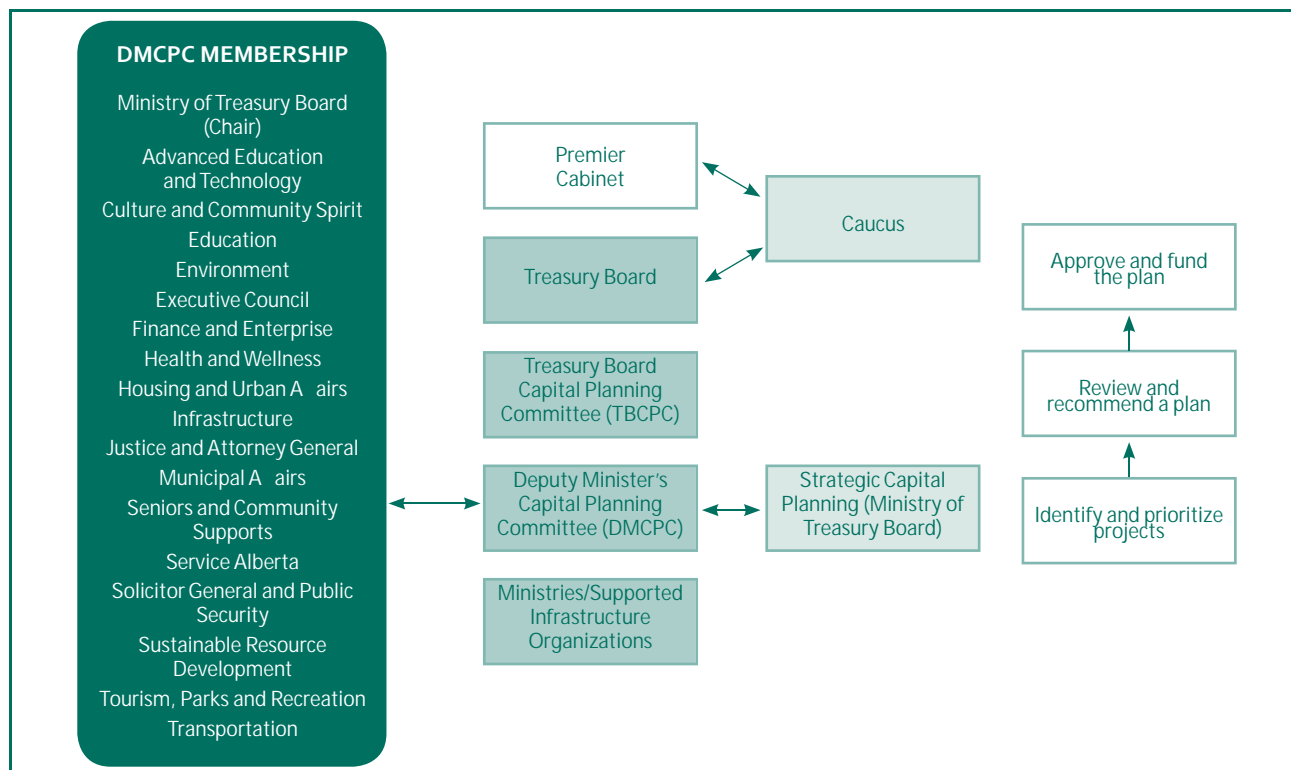 DMCPC MEMBERSHIP
Ministry of Treasury Board
(Chair)
Advanced Education
and Technology
Culture and Community Spirit
Education
Environment
Executive Council
Finance and Enterprise
Health and Wellness
Housing and Urban A airs
Infrastructure
Justice and Attorney General
Municipal A airs
Seniors and Community
Supports
Service Alberta
Solicitor General and Public
Security
Sustainable Resource
Development
Tourism, Parks and Recreation
Transportation
Premier
Cabinet
Treasury Board
Treasury Board
Capital Planning
Committee (TBCPC)
Deputy Minister's
Capital Planning
Committee (DMCPC)
Ministries/Supported
Infrastructure
Organizations
Caucus
Strategic Capital
Planning (Ministry of
Treasury Board)
Approve and fund
the plan
Review and
recommend a plan
Identify and prioritize
projects